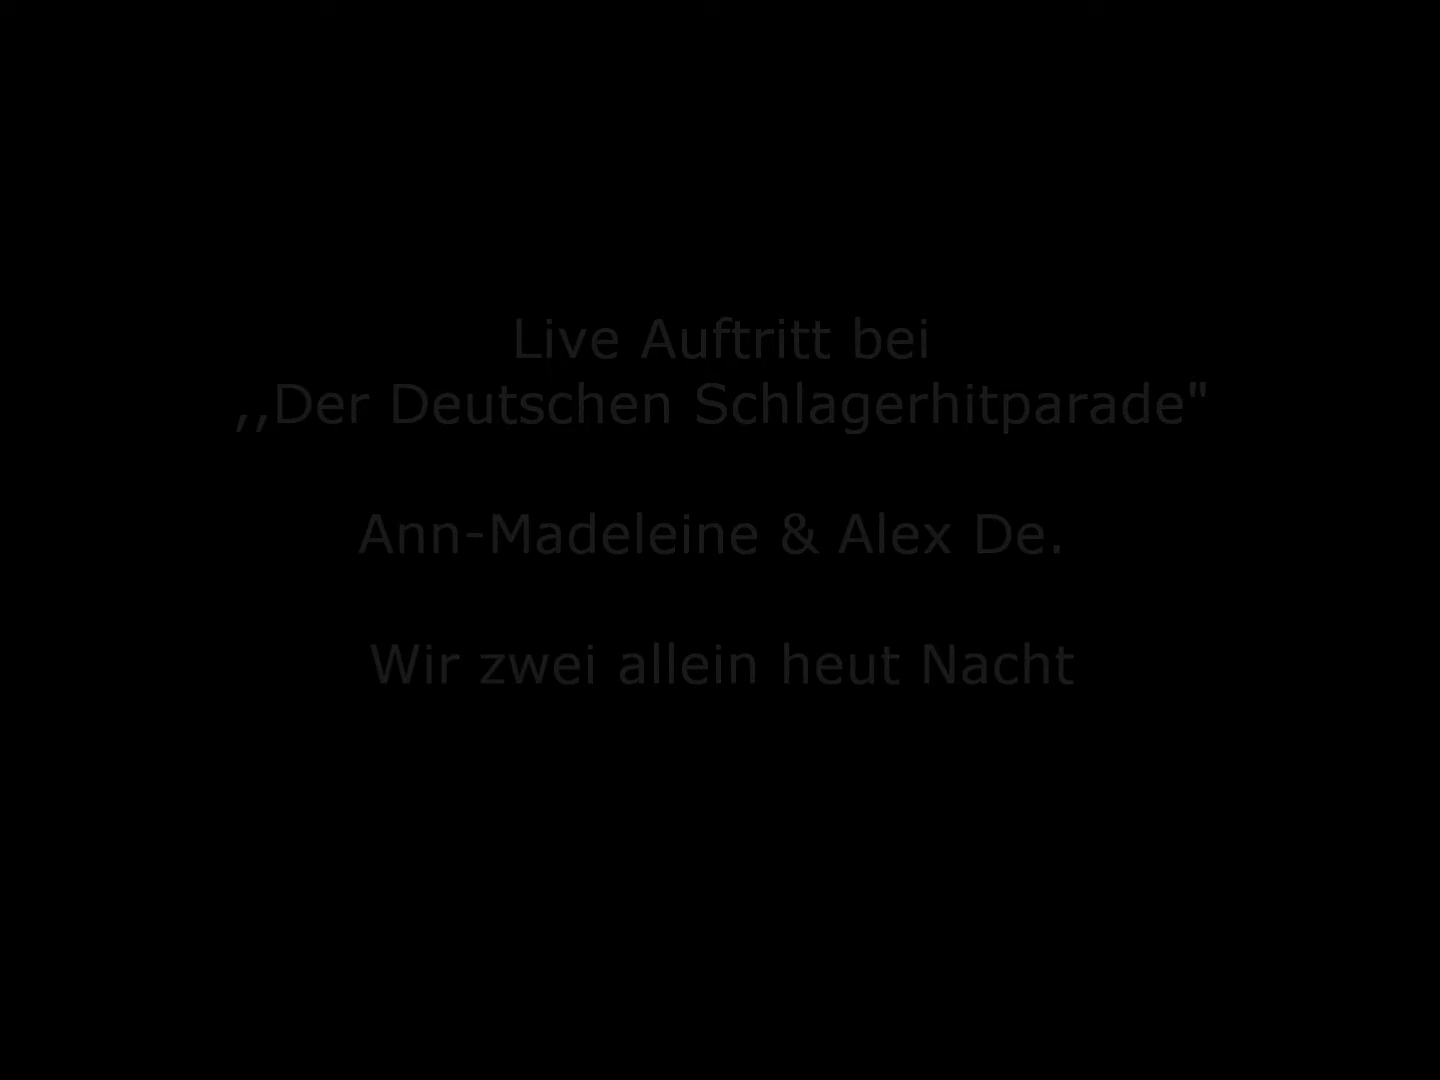 Live Auftritt bei
,,Der Deutschen Schlagerhitparade"
Ann-Madeleine & Alex De.
Wir zwei allein heut Nacht